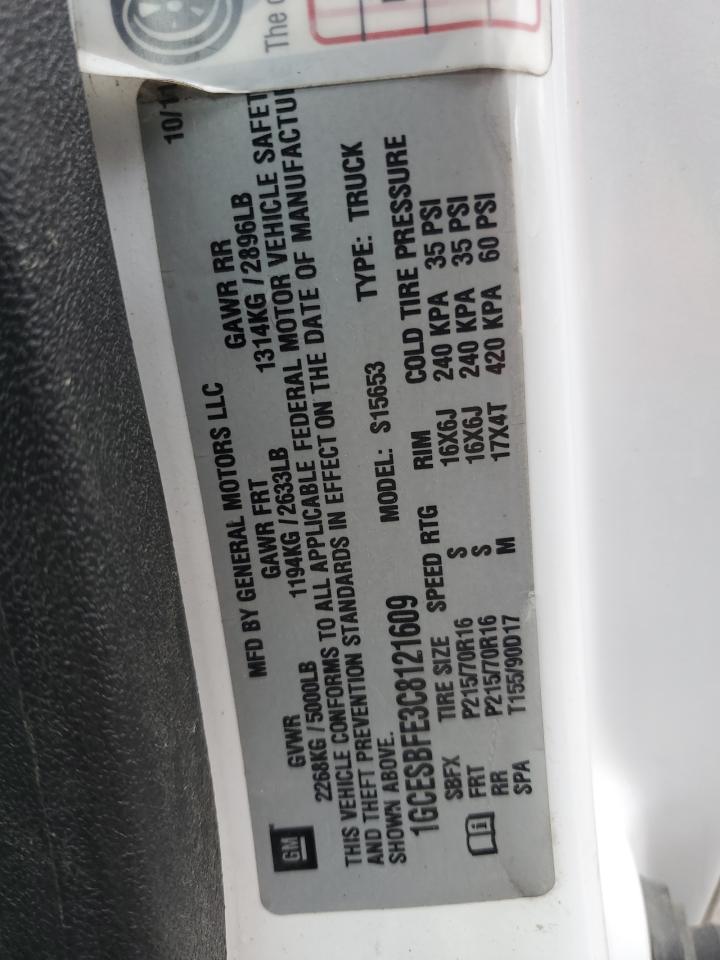 The
GM
MFD BY GENERAL MOTORS LLC 10/11
GVWR GAWR FRT GAWR RR
2268KG / 5000LB 1194KG / 2633LB 1314KG / 2896LB
THIS VEHICLE CONFORMS TO ALL APPLICABLE FEDERAL MOTOR VEHICLE SAFET
AND THEFT PREVENTION STANDARDS IN EFFECT ON THE DATE OF MANUFACTU
SHOWN ABOVE.
1GCESBFE3C8121609 MODEL: S15653 TYPE: TRUCK
SBFX TIRE SIZE SPEED RTG RIM COLD TIRE PRESSURE
FRT P215/70R16 S 16X6J 240 KPA 35 PSI
RR P215/70R16 S 16X6J 240 KPA 35 PSI
SPA T155/90D17 M 17X4T 420 KPA 60 PSI